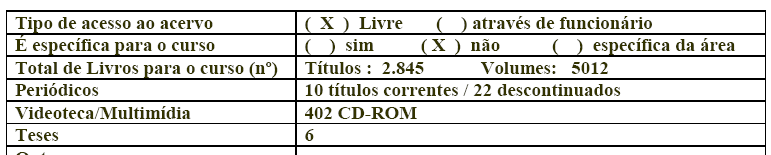 Tipo de acesso ao acervo ( X ) Livre ( ) através de funcionário
É específica para o curso ( ) sim ( X ) não ( ) específica da área
Total de Livros para o curso (nº) Títulos : 2.845 Volumes: 5012
Periódicos 10 títulos correntes / 22 descontinuados
Videoteca/Multimídia 402 CD-ROM
Teses 6